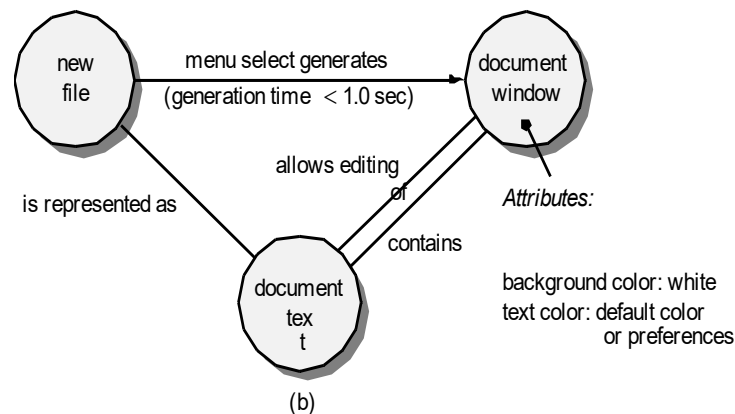 new
file
menu select generates
(generation time < 1.0 sec)
document
window
allows editing
of
is represented as
contains
Attributes:
document
tex
t
background color: white
text color: default color
or preferences
(b)